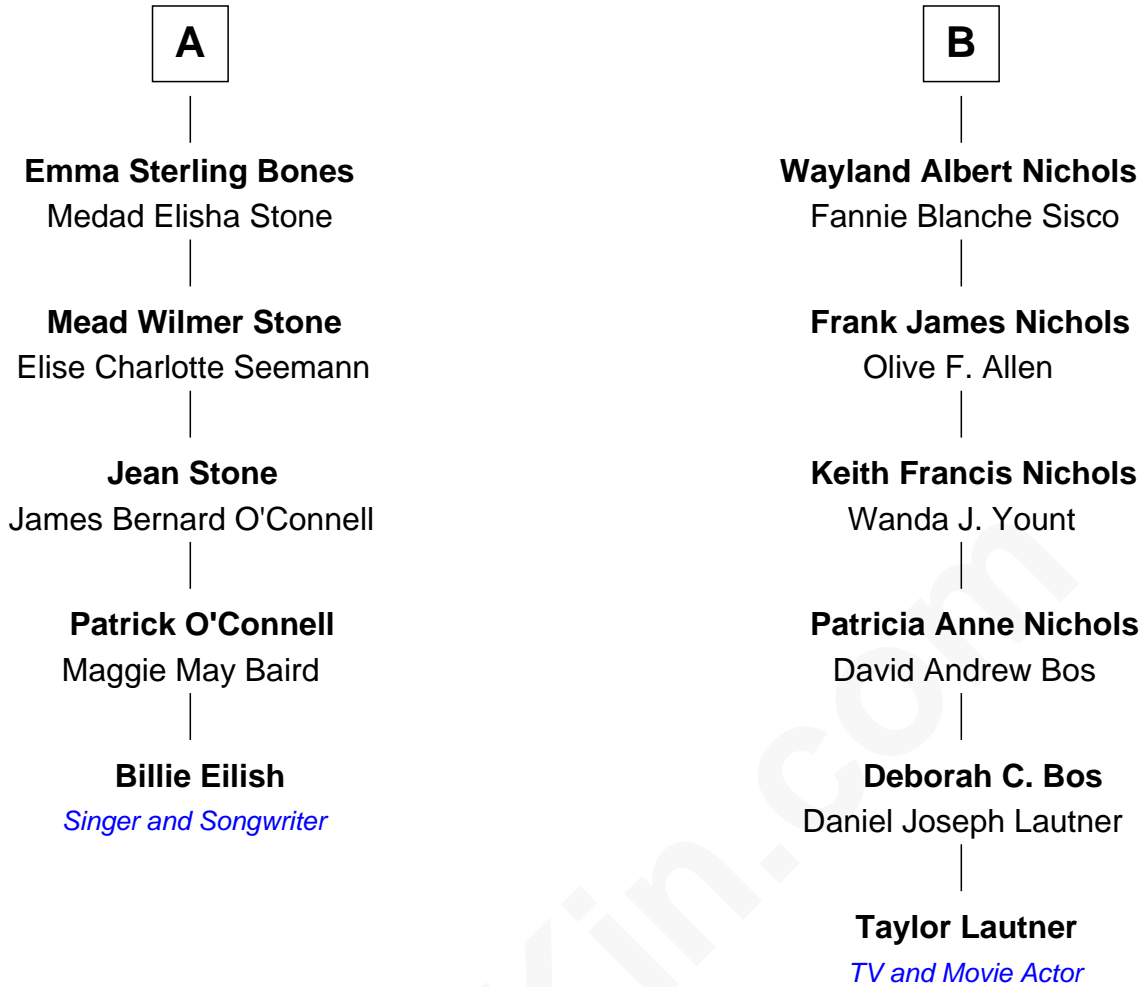 A
Emma Sterling Bones
Medad Elisha Stone
Mead Wilmer Stone
Elise Charlotte Seemann
Jean Stone
James Bernard O'Connell
Patrick O'Connell
Maggie May Baird
Billie Eilish
Singer and Songwriter
B
Wayland Albert Nichols
Fannie Blanche Sisco
Frank James Nichols
Olive F. Allen
Keith Francis Nichols
Wanda J. Yount
Patricia Anne Nichols
David Andrew Bos
Deborah C. Bos
Daniel Joseph Lautner
Taylor Lautner
TV and Movie Actor
Kin.com